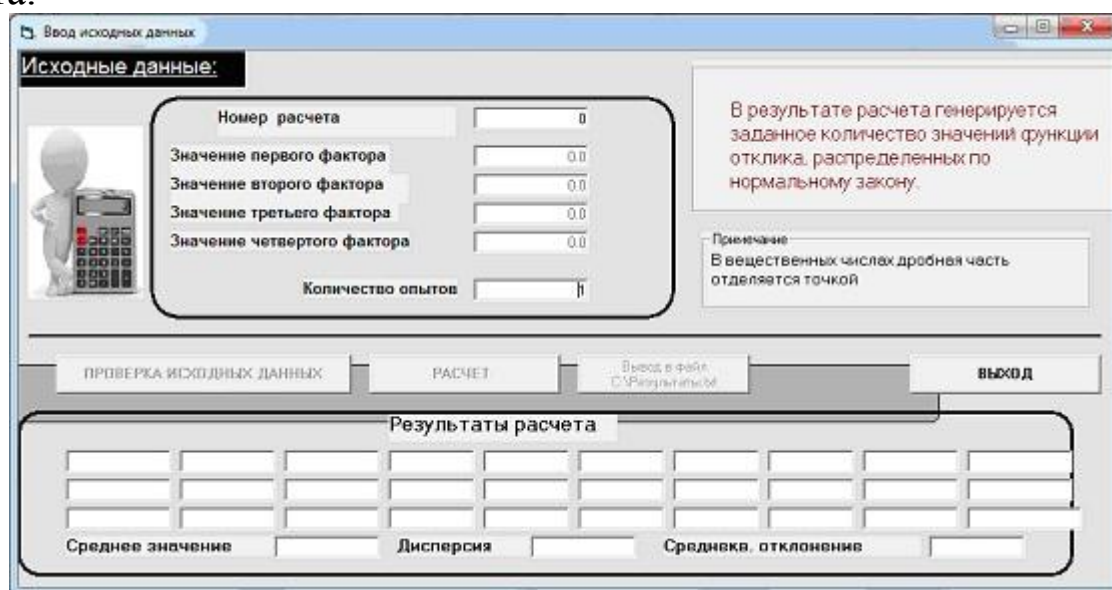 та.
Ввод исходных данных
Исходные данные:
Номер расчета 0
Значение первого фактора 0.0
Значение второго фактора 0.0
Значение третьего фактора 0.0
Значение четвертого фактора 0.0
Количество опытов 1
В результате расчета генерируется
заданное количество значений функции
отклика, распределенных по
нормальному закону.
Примечание
В вещественных числах дробная часть
отделяется точкой
ПРОВЕРКА ИСХОДНЫХ ДАННЫХ РАСЧЕТ Вывод в файл ВЫХОД
C:\Результаты.txt
Результаты расчета
Среднее значение Дисперсия Среднекв. отклонение